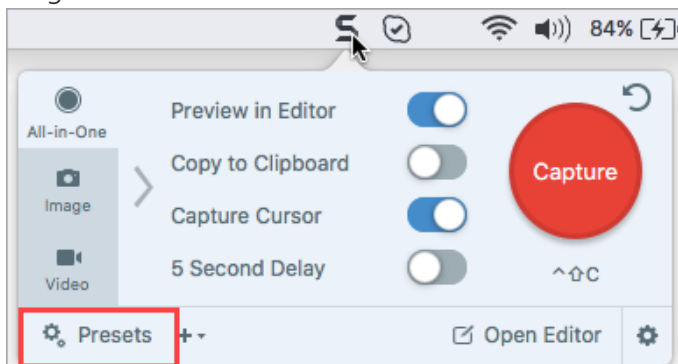 84%
All-in-One
Preview in Editor
Copy to Clipboard
Image
Capture
Capture Cursor
Video
5 Second Delay
^⇧C
Presets
+
Open Editor